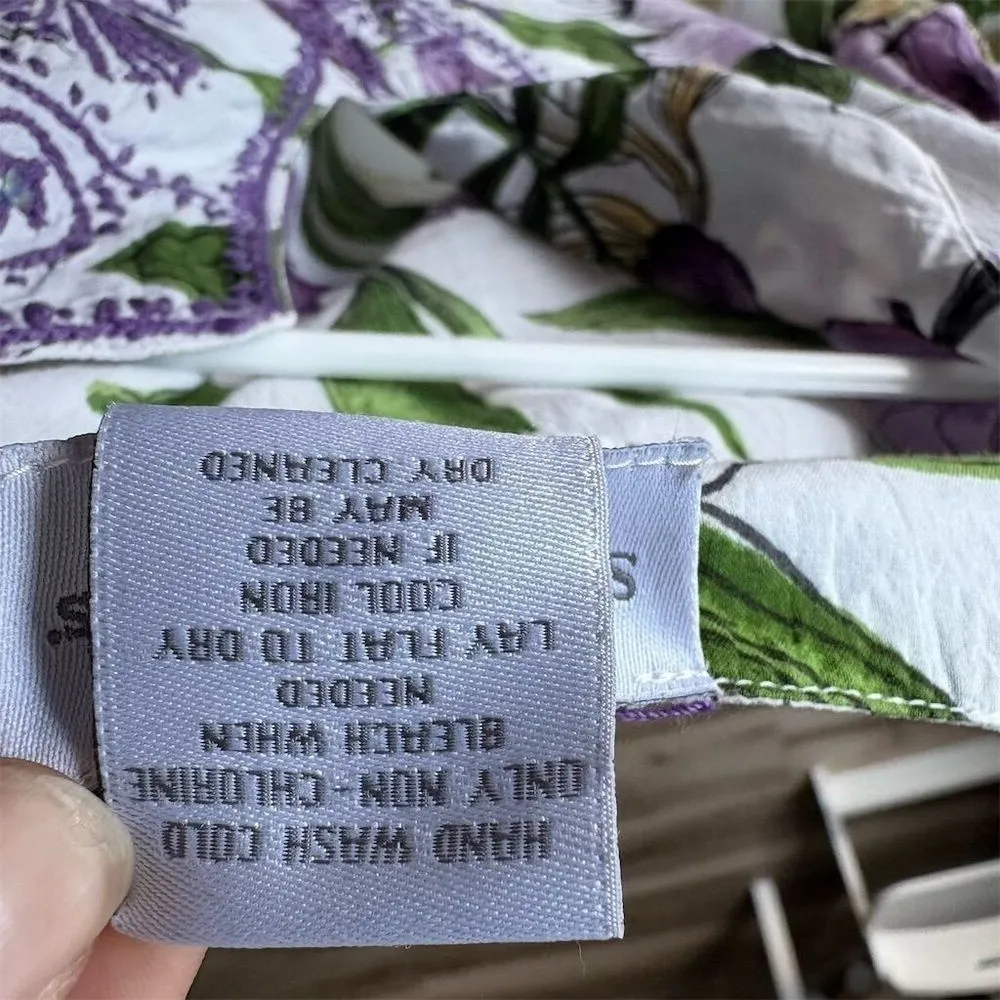 HAND WASH COLD
ONLY NON - CHLORINE
BLEACH WHEN
NEEDED
LAY FLAT TO DRY
COOL IRON
IF NEEDED
MAY BE
DRY CLEANED
S